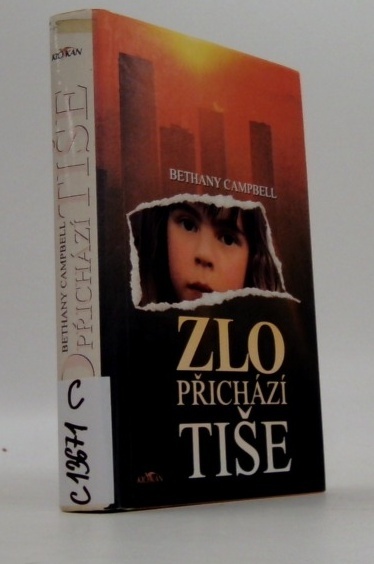 BETHANY CAMPBELL
ZLO
PŘICHÁZÍ
TIŠE
BETHANY CAMPBELL
PŘICHÁZÍ
TIŠE
C 13671